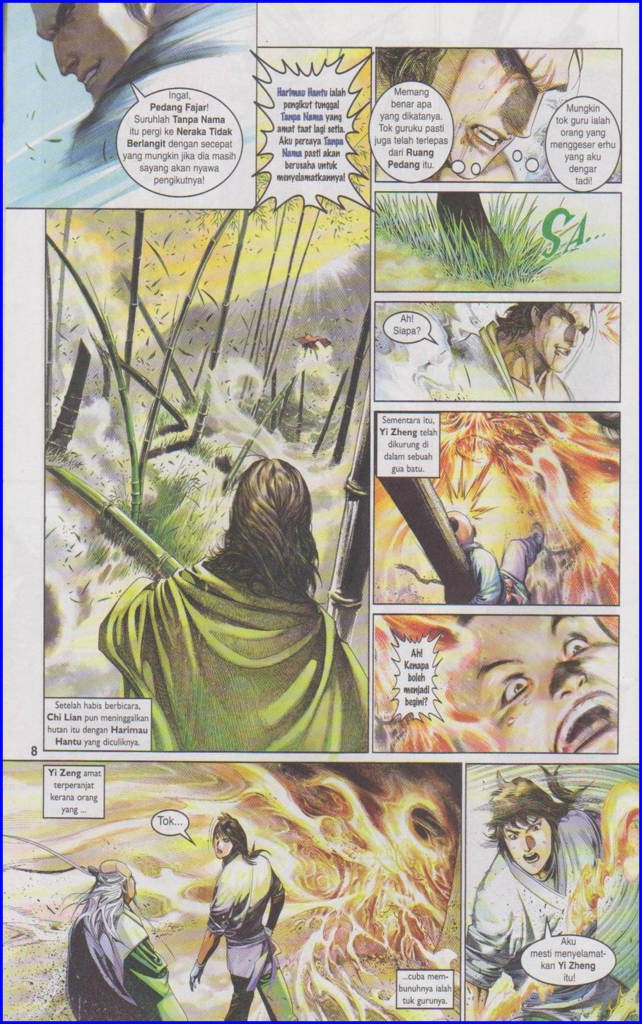 Ingat,
Pedang Fajar!
Suruhlah Tanpa Nama
itu pergi ke Neraka Tidak
Berlangit dengan secepat
yang mungkin jika dia masih
sayang akan nyawa
pengikutnya!
Harimau Hantu ialah
pengikut tunggal
Tanpa Nama yang
amat taat lagi setia.
Aku percaya Tanpa
Nama pasti akan
berusaha untuk
menyelamatkannya!
Memang
benar apa
yang dikatanya.
Tok guruku pasti
juga telah terlepas
dari Ruang
Pedang itu.
Mungkin
tok guru ialah
orang yang
menggeser erhu
yang aku
dengar
tadi!
SA...
Ah!
Siapa?
Sementara itu,
Yi Zheng telah
dikurung di
dalam sebuah
gua batu.
Ah!
Kenapa
boleh
menjadi
begini?
Setelah habis berbicara,
Chi Lian pun meninggalkan
hutan itu dengan Harimau
Hantu yang diculiknya.
8
Yi Zeng amat
terperanjat
kerana orang
yang ...
Tok...
...cuba mem-
bunuhnya ialah
tuk gurunya.
Aku
mesti menyelamat-
kan Yi Zheng
itu!